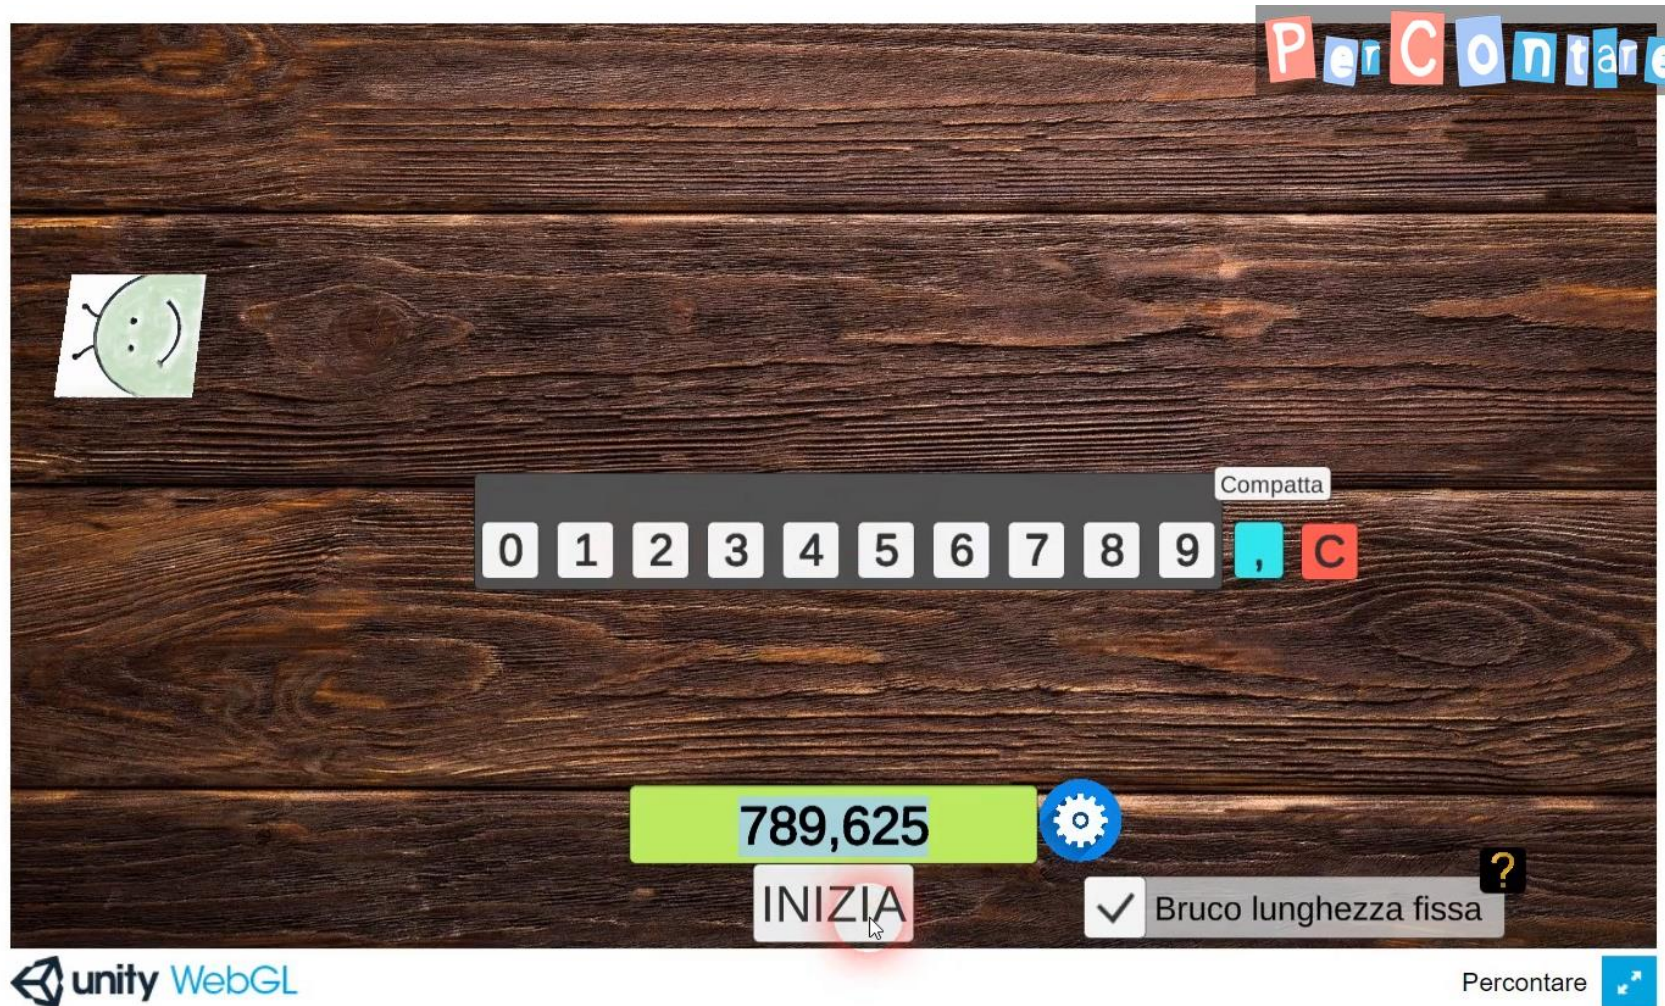 PerContare
Compatta
0 1 2 3 4 5 6 7 8 9 , C
789,625
INIZIA
?
Bruco lunghezza fissa
unity WebGL
Percontare